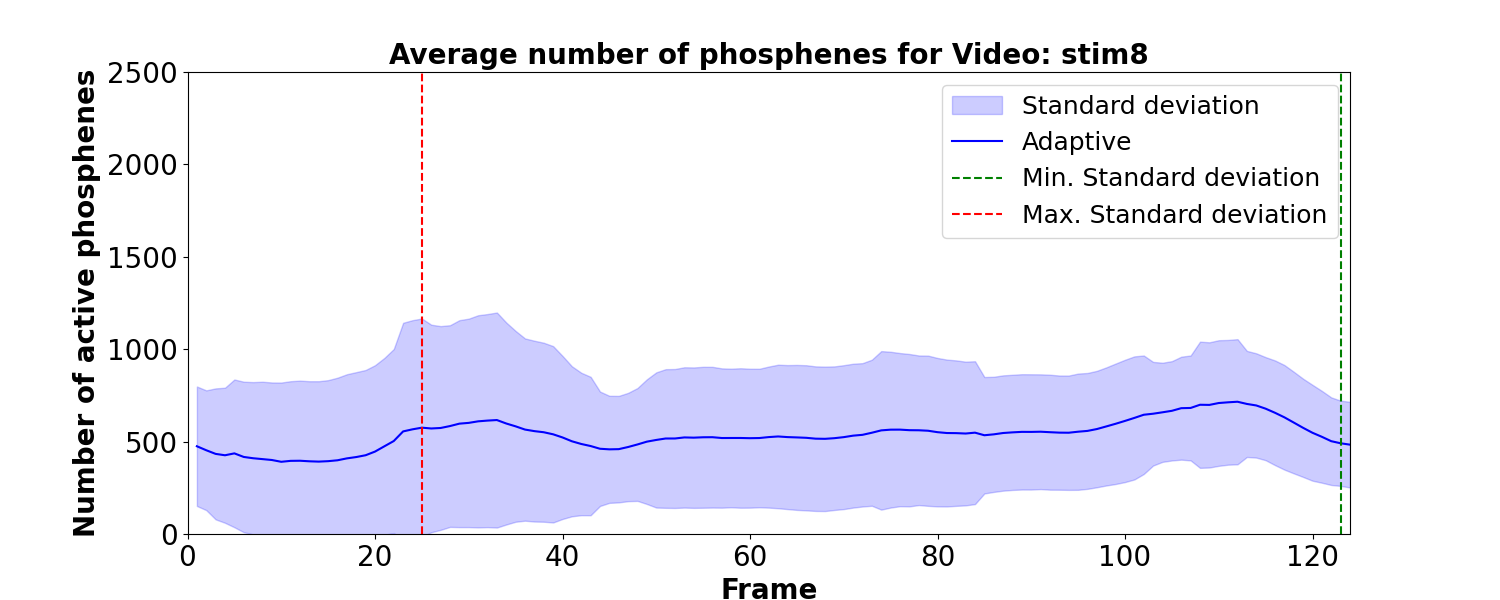 Average number of phosphenes for Video: stim8
Number of active phosphenes
2500
2000
1500
1000
500
0
0 20 40 60 80 100 120
Frame
Standard deviation
Adaptive
Min. Standard deviation
Max. Standard deviation